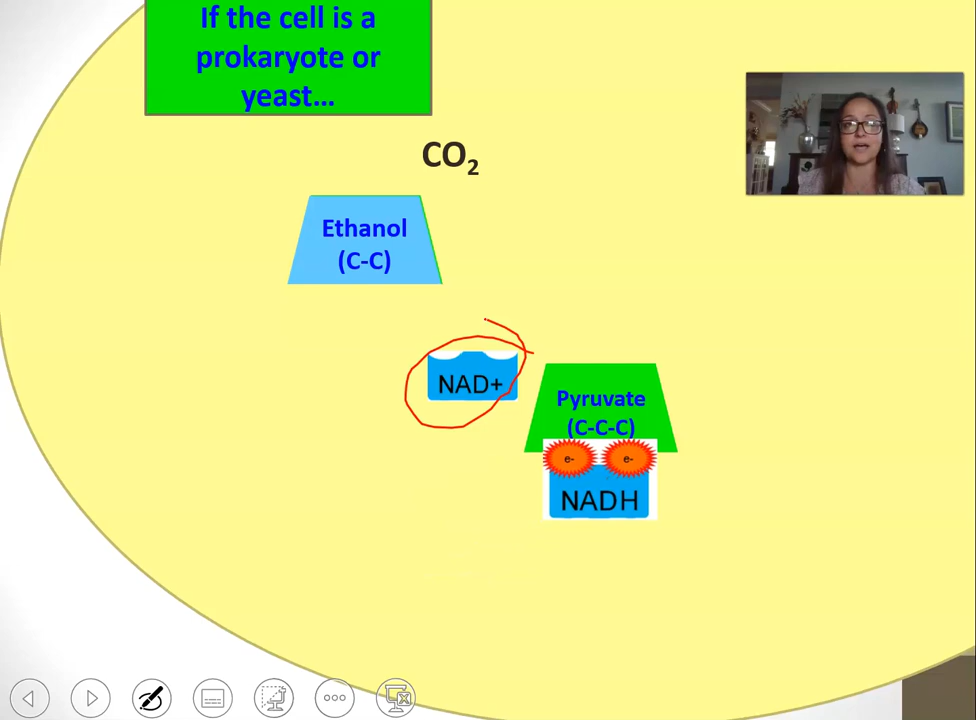 If the cell is a
prokaryote or
yeast...
CO₂
Ethanol
(C-C)
NAD+
Pyruvate
(C-C-C)
e- e-
NADH